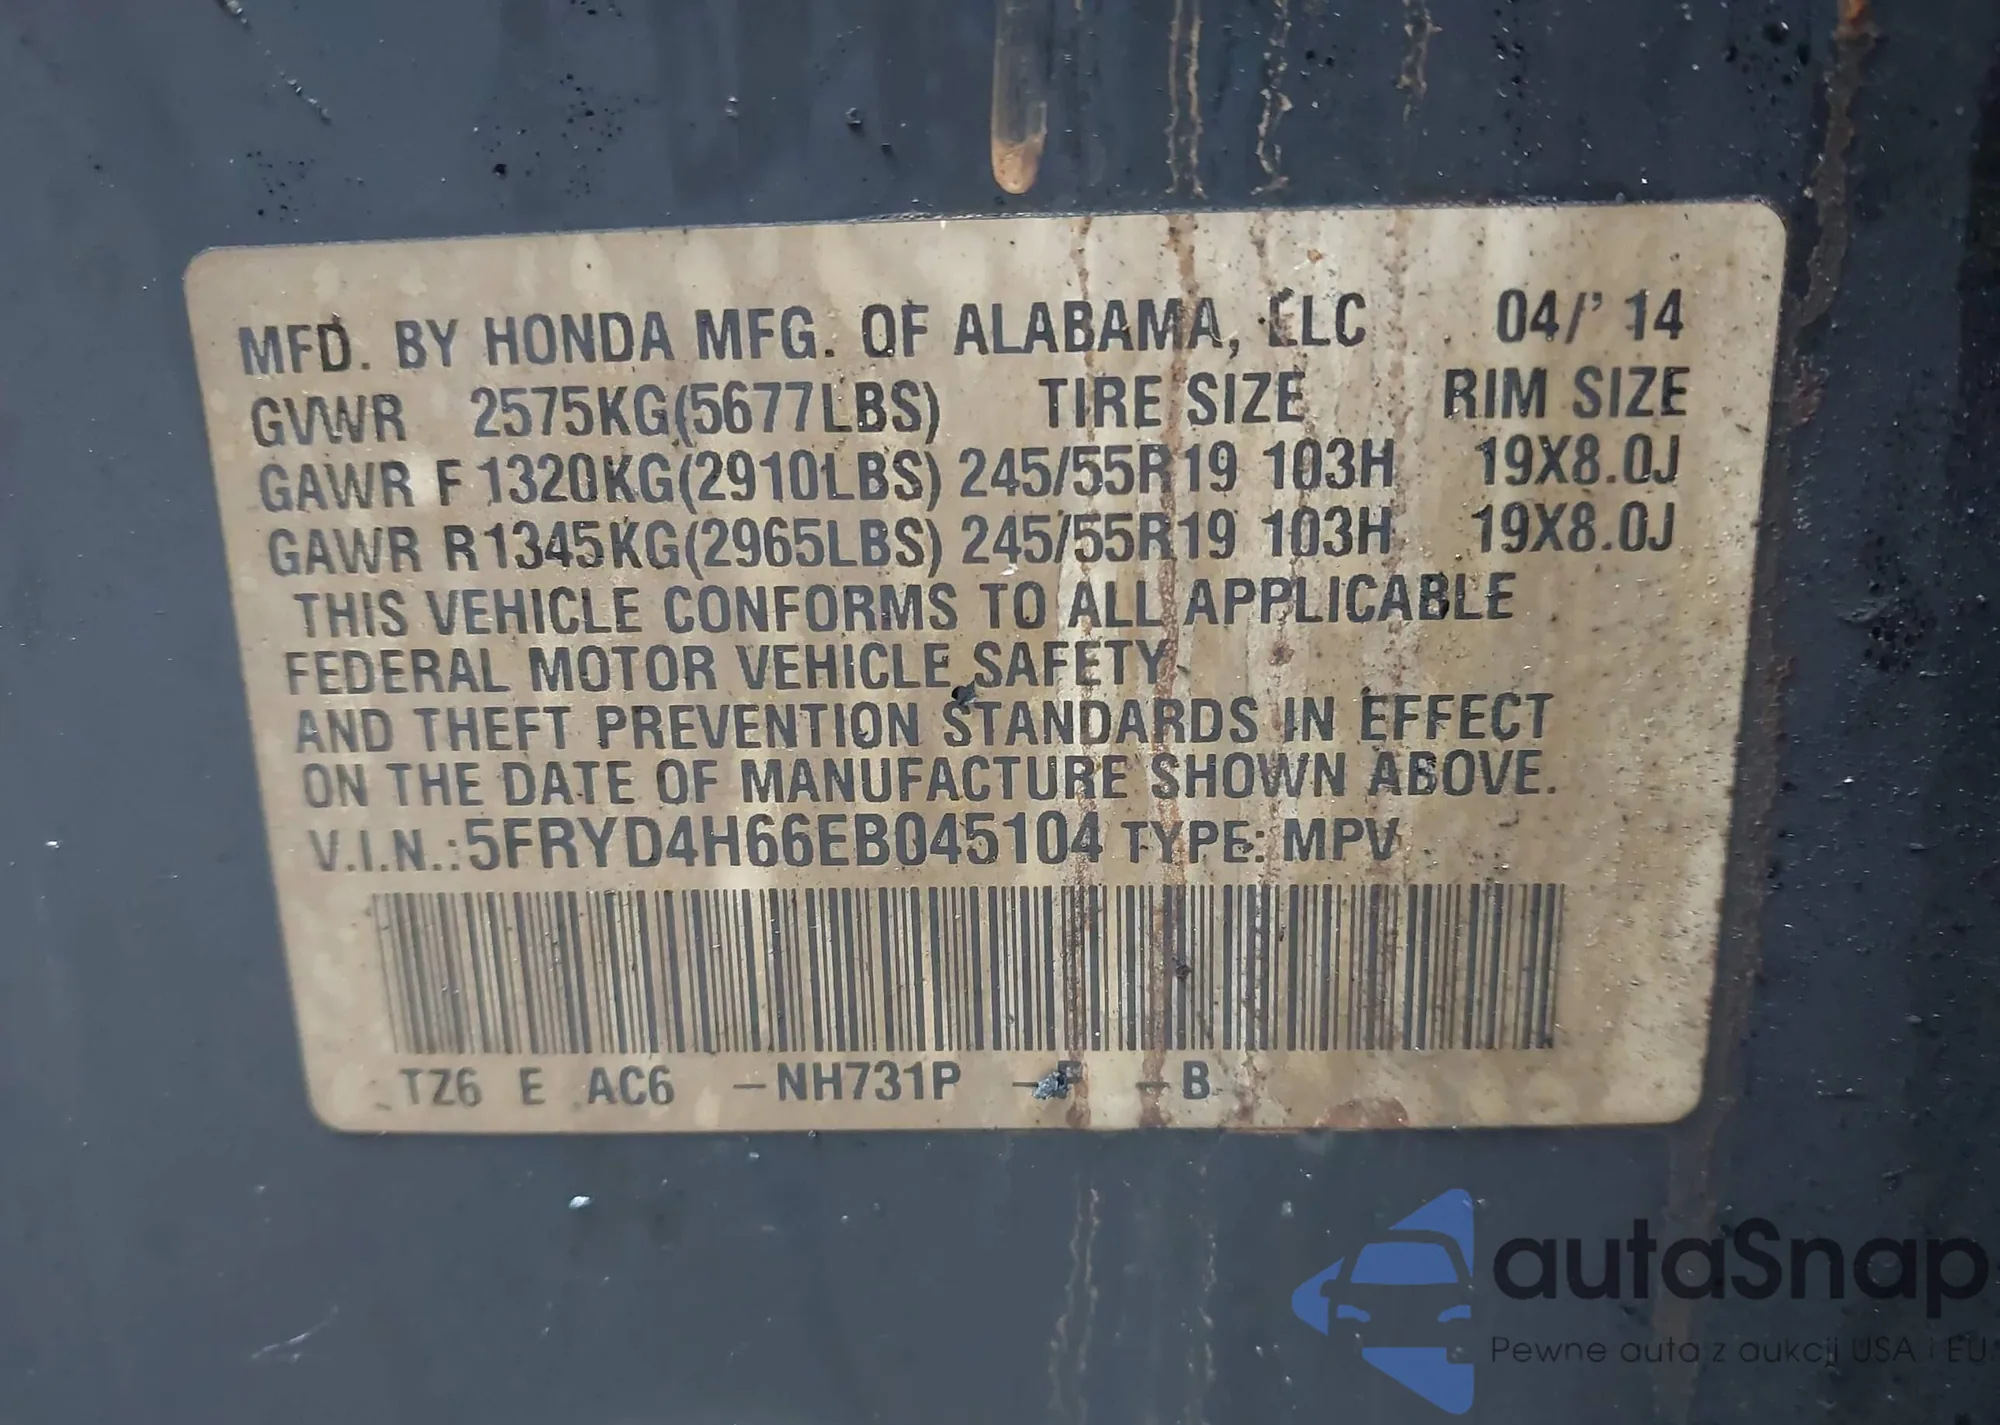 MFD. BY HONDA MFG. OF ALABAMA, LLC 04/' 14
GVWR 2575KG(5677LBS) TIRE SIZE RIM SIZE
GAWR F 1320KG(2910LBS) 245/55R19 103H 19X8.0J
GAWR R1345KG(2965LBS) 245/55R19 103H 19X8.0J
THIS VEHICLE CONFORMS TO ALL APPLICABLE
FEDERAL MOTOR VEHICLE SAFETY
AND THEFT PREVENTION STANDARDS IN EFFECT
ON THE DATE OF MANUFACTURE SHOWN ABOVE.
V.I.N.:5FRYD4H66EB045104 TYPE: MPV
TZ6 E AC6 –NH731P – –B
autaSnap
Pewne auta z aukcji USA i EU